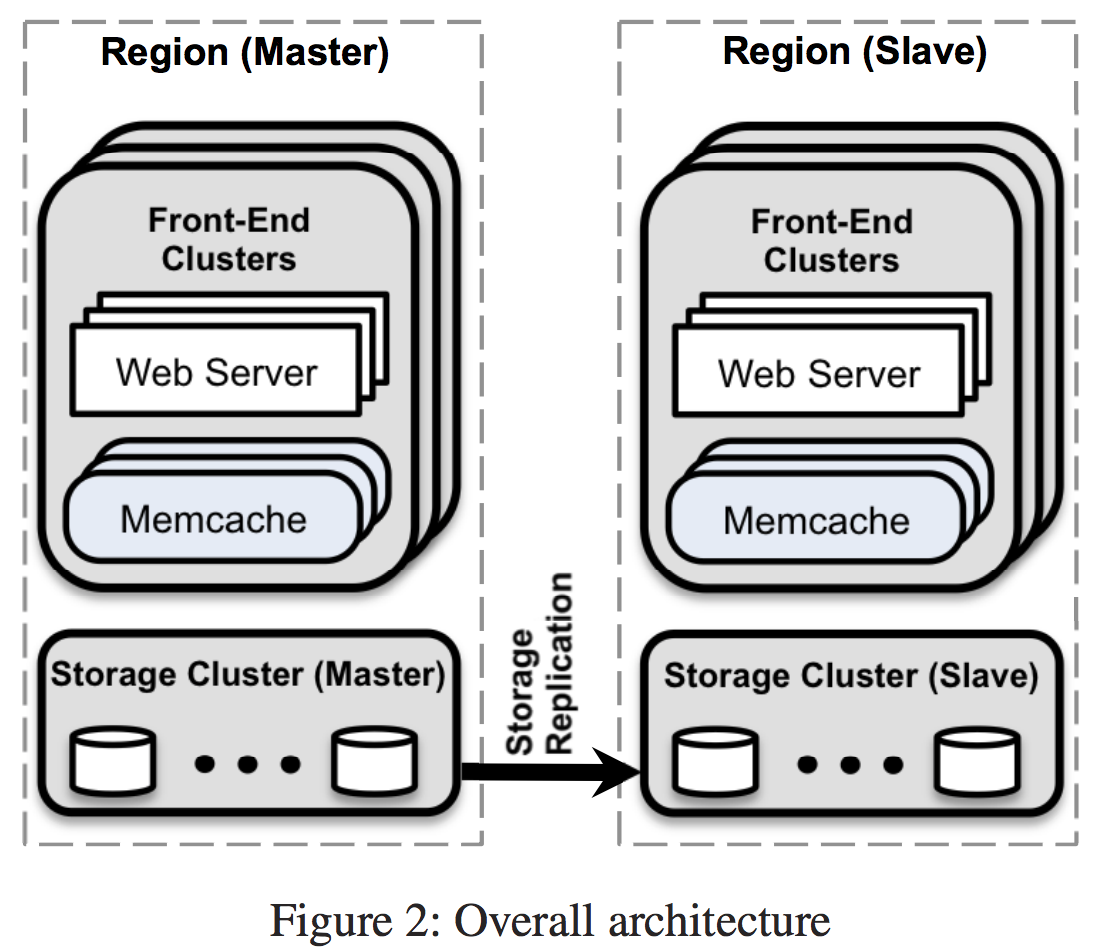 Region (Master)
Front-End
Clusters
Web Server
Memcache
Storage Cluster (Master)
Storage
Replication
Region (Slave)
Front-End
Clusters
Web Server
Memcache
Storage Cluster (Slave)
Figure 2: Overall architecture